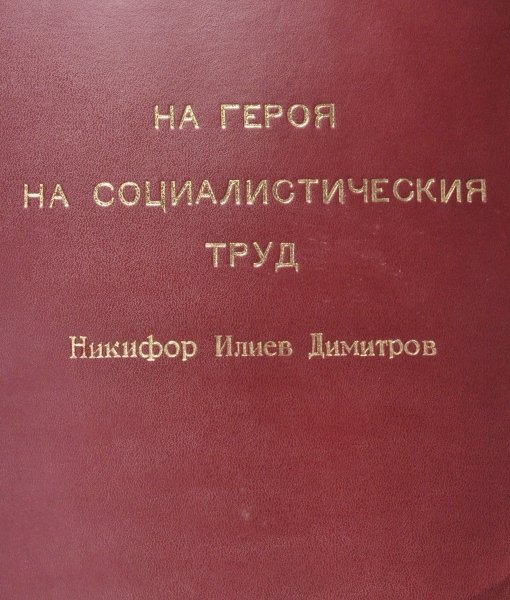 НА ГЕРОЯ
НА СОЦИАЛИСТИЧЕСКИЯ
ТРУД
Никифор Илиев Димитров